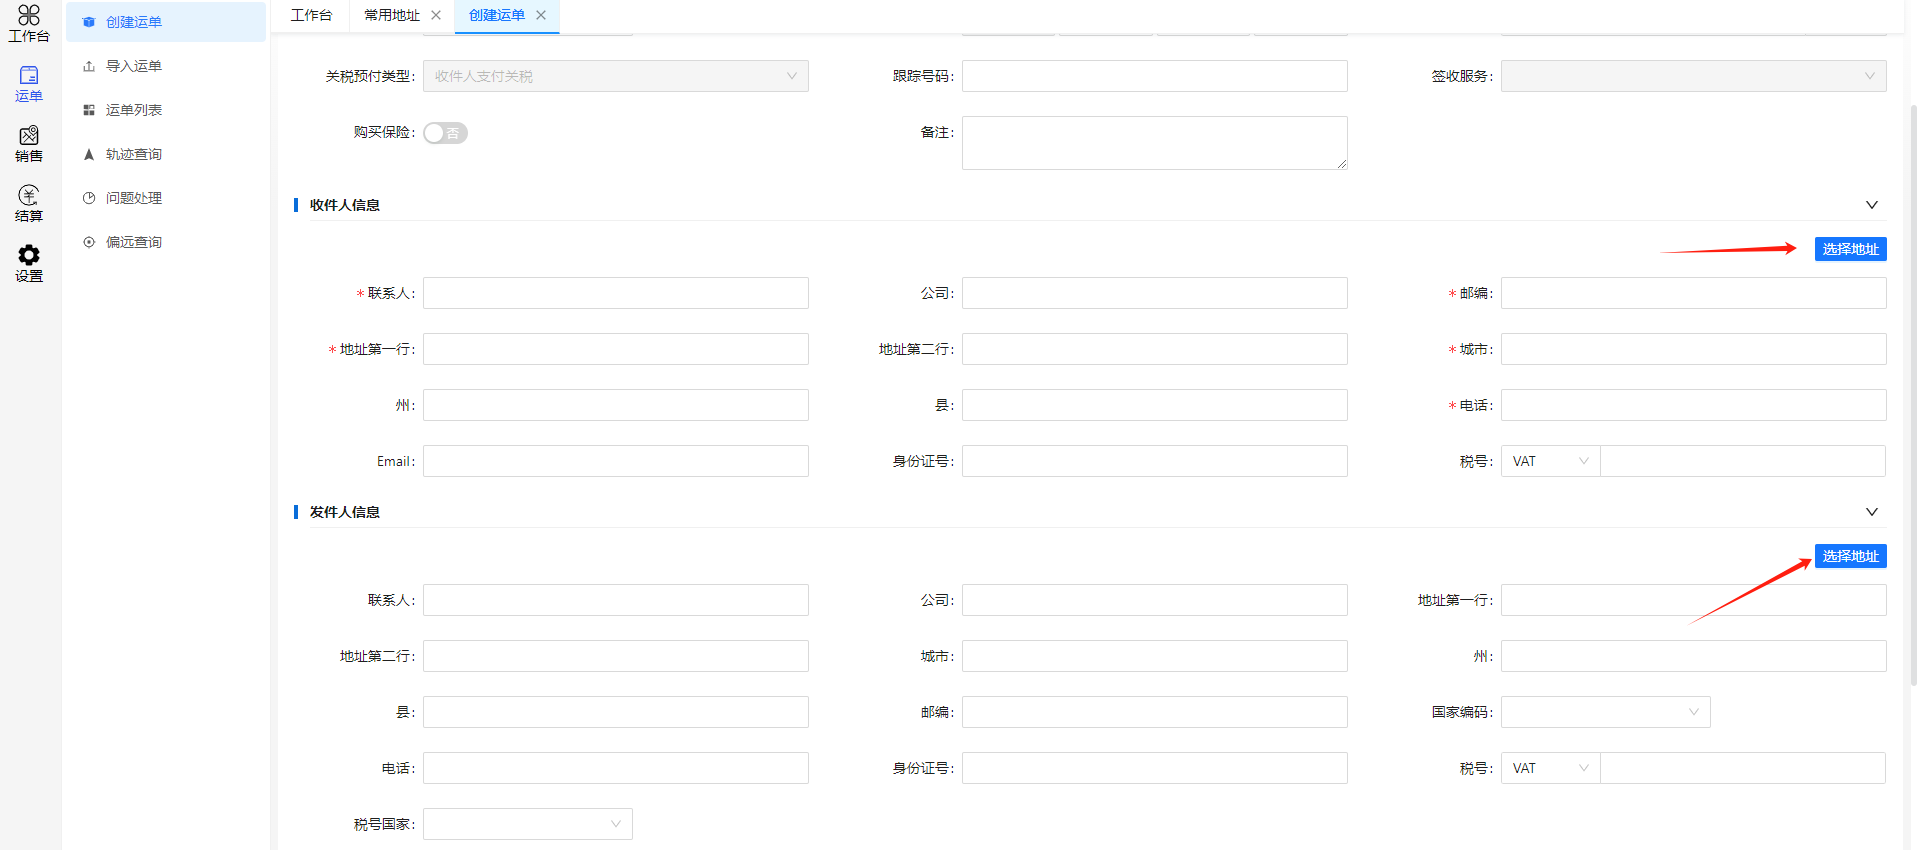 工作台
运单
销售
结算
设置
创建运单
导入运单
运单列表
轨迹查询
问题处理
偏远查询
工作台 常用地址 创建运单
关税预付类型: 收件人支付关税 跟踪号码: 签收服务:
购买保险: 否 备注:
收件人信息
选择地址
* 联系人: 公司: * 邮编:
* 地址第一行: 地址第二行: * 城市:
州: 县: * 电话:
Email: 身份证号: 税号: VAT
发件人信息
选择地址
联系人: 公司: 地址第一行:
地址第二行: 城市: 州:
县: 邮编: 国家编码:
电话: 身份证号: 税号: VAT
税号国家: